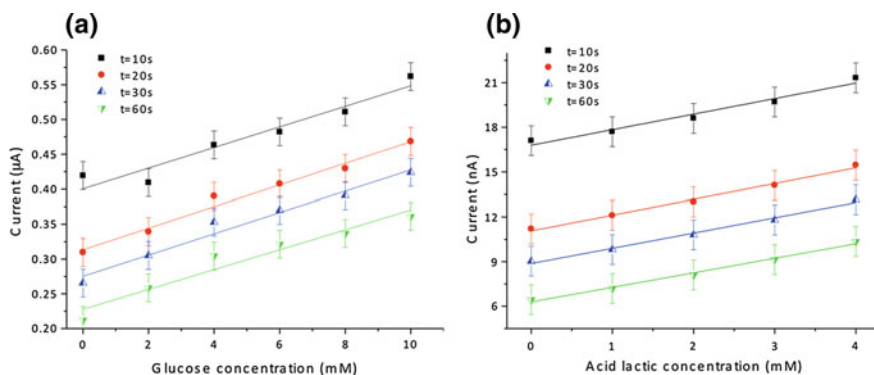 (a)
t=10s
t=20s
t=30s
t=60s
0.60
0.55
0.50
0.45
0.40
0.35
0.30
0.25
0.20
Current (µA)
0 2 4 6 8 10
Glucose concentration (mM)
(b)
t=10s
t=20s
t=30s
t=60s
21
18
15
12
9
6
Current (nA)
0 1 2 3 4
Acid lactic concentration (mM)